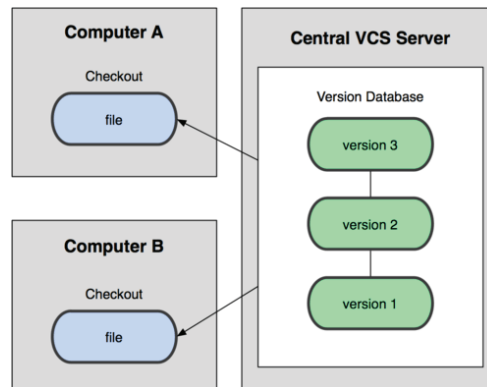 Computer A
Checkout
file
Computer B
Checkout
file
Central VCS Server
Version Database
version 3
version 2
version 1